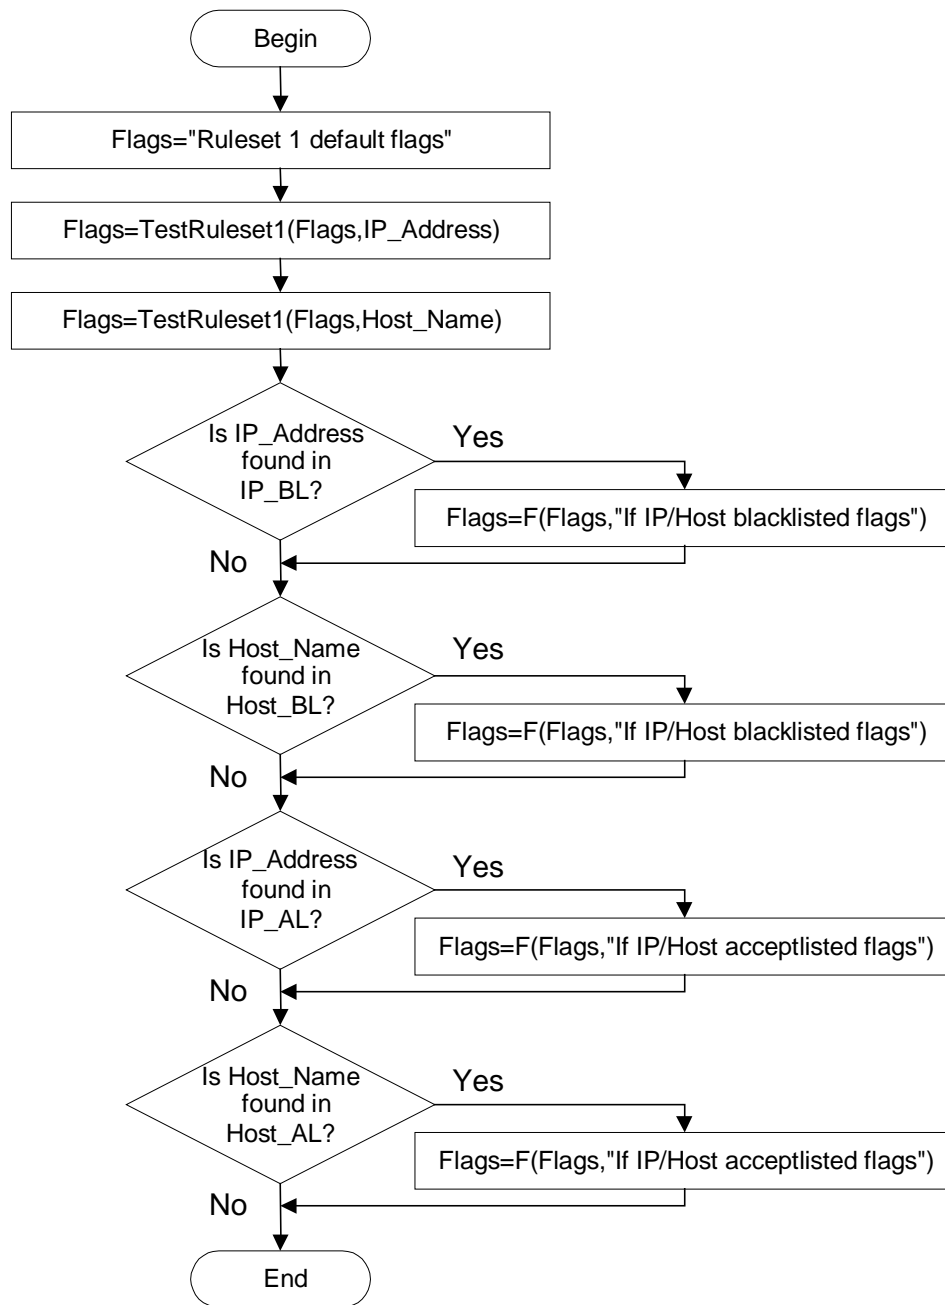 Begin
Flags="Ruleset 1 default flags"
Flags=TestRuleset1(Flags,IP_Address)
Flags=TestRuleset1(Flags,Host_Name)
Is IP_Address
found in
IP_BL?
Yes
Flags=F(Flags,"If IP/Host blacklisted flags")
No
Is Host_Name
found in
Host_BL?
Yes
Flags=F(Flags,"If IP/Host blacklisted flags")
No
Is IP_Address
found in
IP_AL?
Yes
Flags=F(Flags,"If IP/Host acceptlisted flags")
No
Is Host_Name
found in
Host_AL?
Yes
Flags=F(Flags,"If IP/Host acceptlisted flags")
No
End